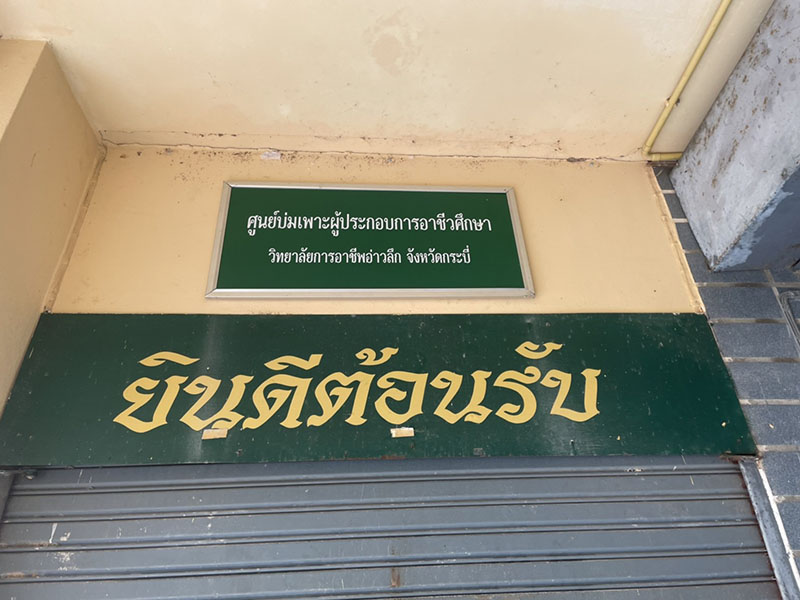 ศูนย์บ่มเพาะผู้ประกอบการอาชีวศึกษา
วิทยาลัยการอาชีพอ่าวลึก จังหวัดกระบี่
ยินดีต้อนรับ